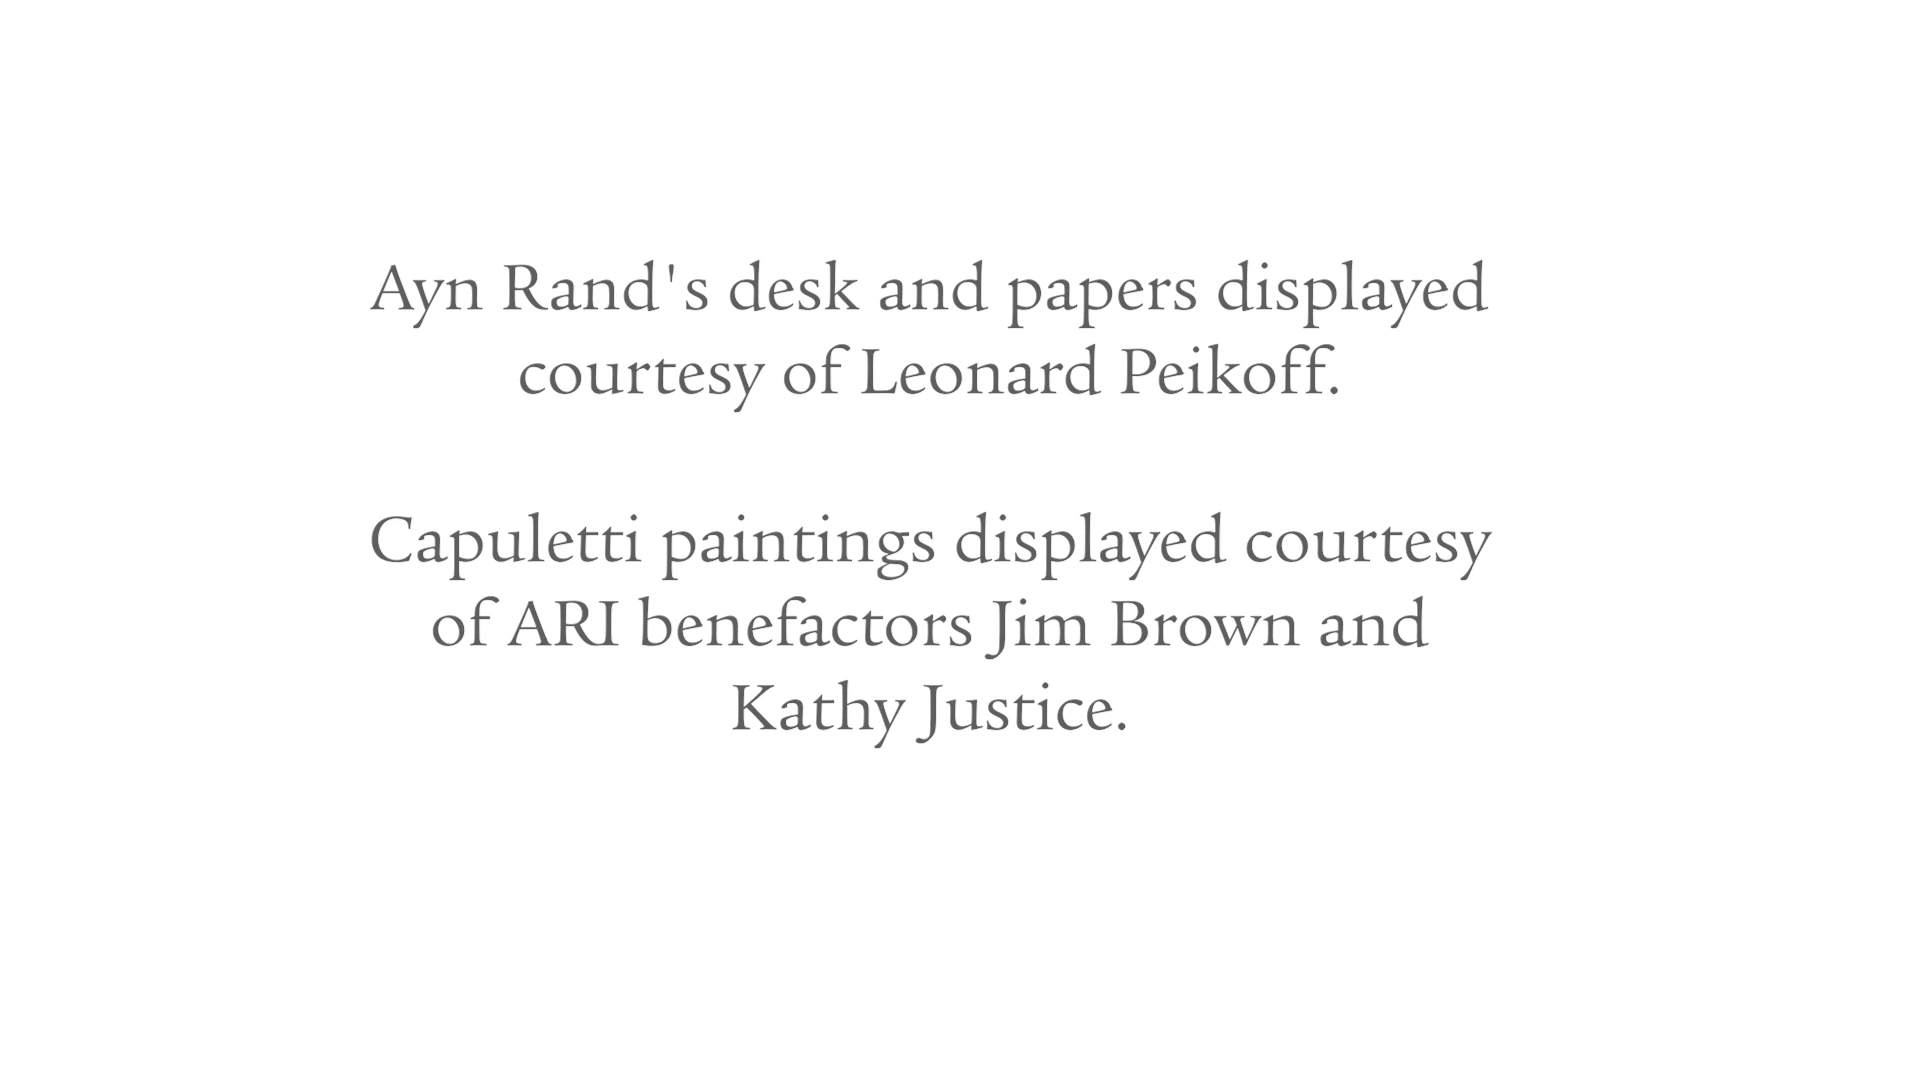 Ayn Rand's desk and papers displayed
courtesy of Leonard Peikoff.
Capuletti paintings displayed courtesy
of ARI benefactors Jim Brown and
Kathy Justice.